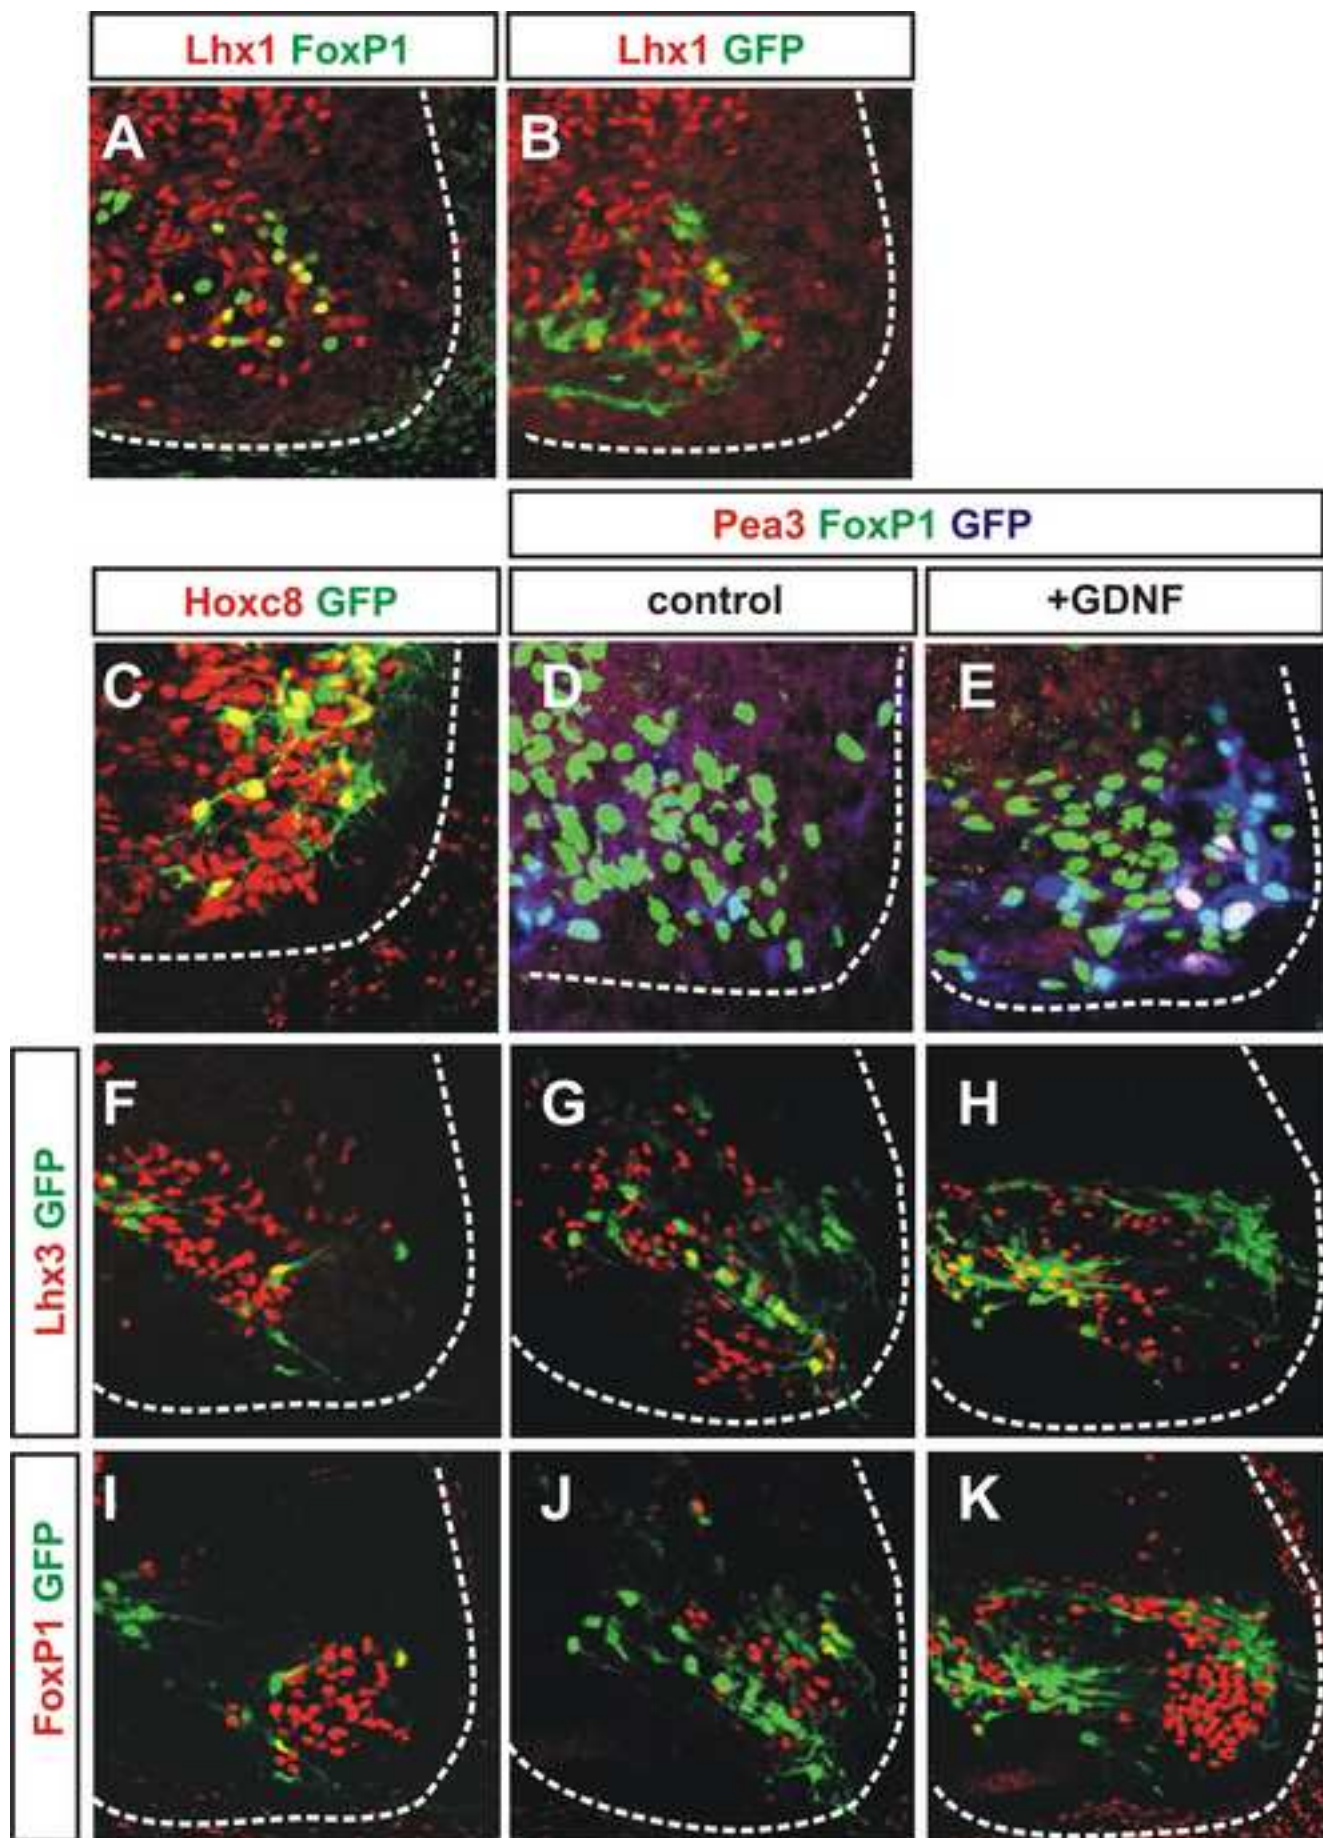 Lhx1 FoxP1
Lhx1 GFP
A
B
Pea3 FoxP1 GFP
Hoxc8 GFP
control
+GDNF
C
D
E
Lhx3 GFP
F
G
H
FoxP1 GFP
I
J
K